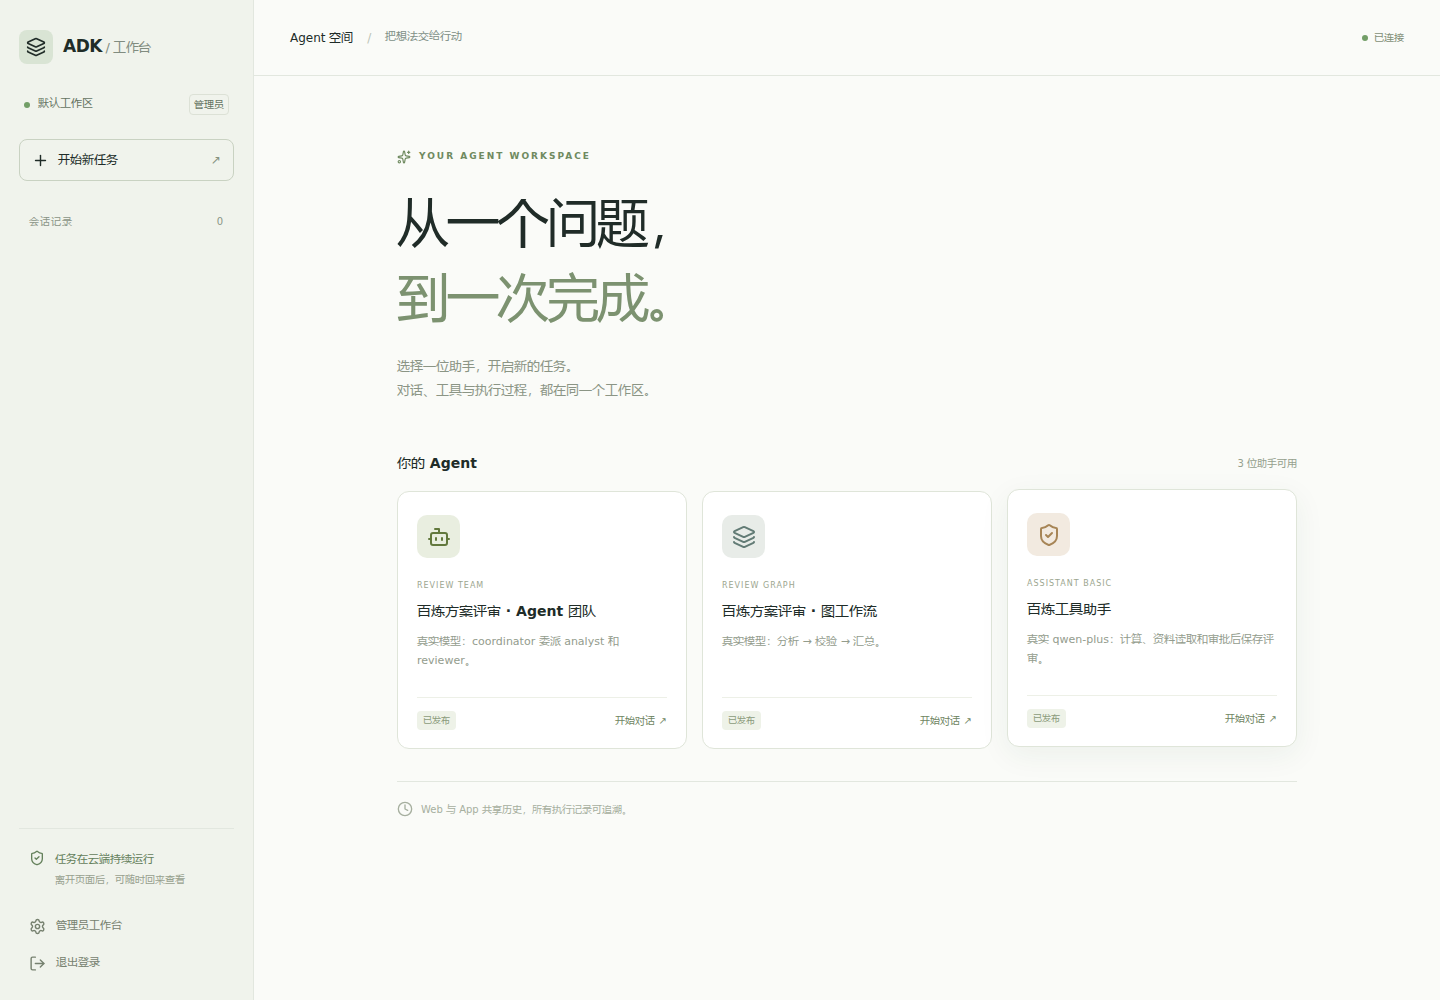 ADK / 工作台
默认工作区
管理员
开始新任务 ↗
会话记录 0
任务在云端持续运行
离开页面后，可随时回来查看
管理员工作台
退出登录
Agent 空间 / 把想法交给行动
已连接
YOUR AGENT WORKSPACE
从一个问题，
到一次完成。
选择一位助手，开启新的任务。
对话、工具与执行过程，都在同一个工作区。
你的 Agent
3 位助手可用
REVIEW TEAM
百炼方案评审 · Agent 团队
真实模型：coordinator 委派 analyst 和
reviewer。
已发布
开始对话 ↗
REVIEW GRAPH
百炼方案评审 · 图工作流
真实模型：分析 → 校验 → 汇总。
已发布
开始对话 ↗
ASSISTANT BASIC
百炼工具助手
真实 qwen-plus：计算、资料读取和审批后保存评
审。
已发布
开始对话 ↗
Web 与 App 共享历史，所有执行记录可追溯。